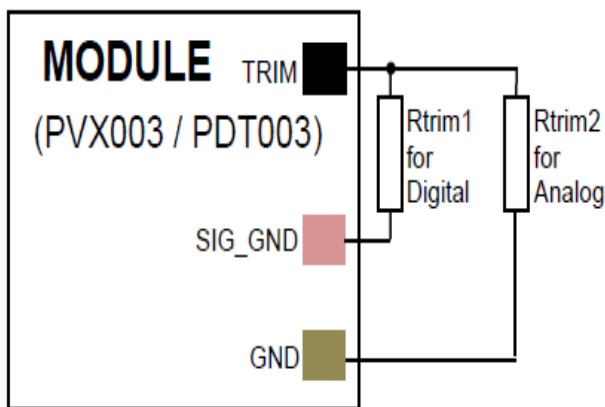 MODULE
TRIM
(PVX003 / PDT003)
Rtrim1
for
Digital
Rtrim2
for
Analog
SIG_GND
GND